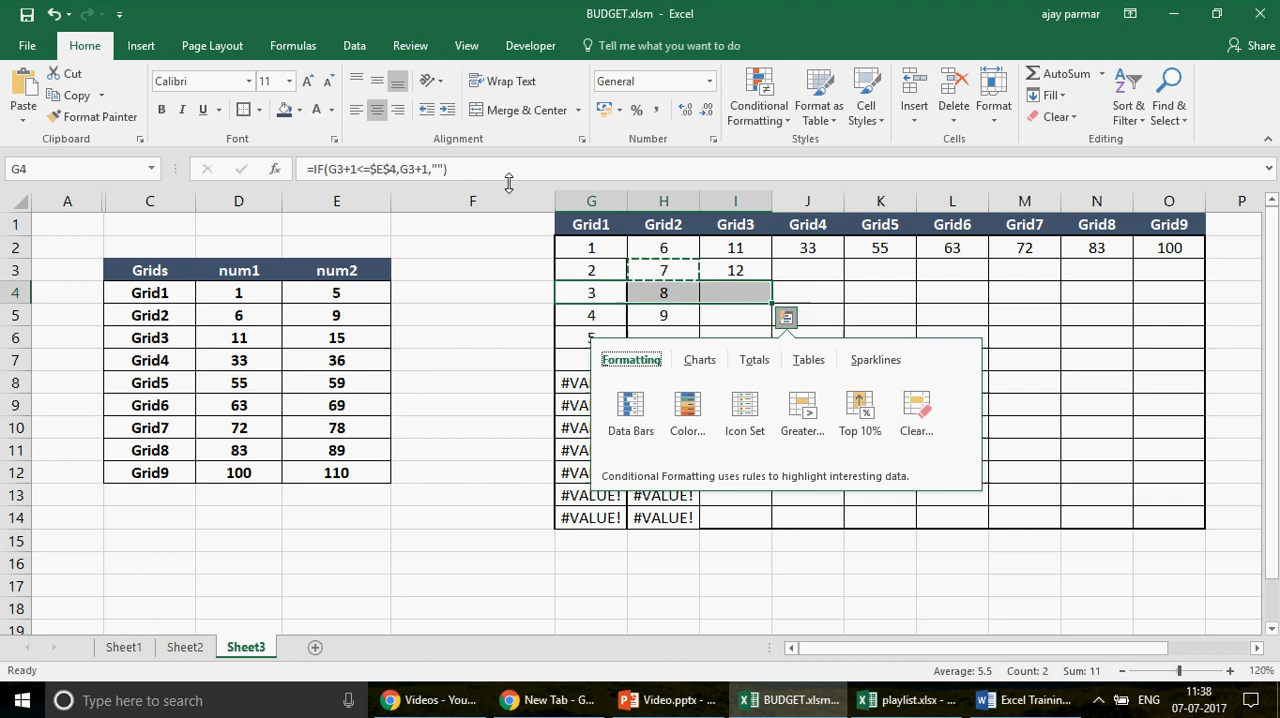 BUDGET.xlsm - Excel
ajay parmar
File Home Insert Page Layout Formulas Data Review View Developer Tell me what you want to do Share
Paste
Cut
Copy
Format Painter
Clipboard
Calibri 11
B I U A
Font
Wrap Text
Merge & Center
Alignment
General
%
Number
Conditional Formatting
Format as Table
Cell Styles
Styles
Insert Delete Format
Cells
AutoSum
Fill
Clear
Sort & Filter
Find & Select
Editing
G4 fx =IF(G3+1<=$E$4,G3+1,"")
A C D E F G H I J K L M N O P
1 Grid1 Grid2 Grid3 Grid4 Grid5 Grid6 Grid7 Grid8 Grid9
2 1 6 11 33 55 63 72 83 100
3 Grids num1 num2 2 7 12
4 Grid1 1 5 3 8
5 Grid2 6 9 4 9
6 Grid3 11 15
7 Grid4 33 36
8 Grid5 55 59
9 Grid6 63 69
10 Grid7 72 78
11 Grid8 83 89
12 Grid9 100 110
13 #VALUE! #VALUE!
14 #VALUE! #VALUE!
15
16
17
18
19
Formatting Charts Totals Tables Sparklines
Data Bars Color... Icon Set Greater... Top 10% Clear...
Conditional Formatting uses rules to highlight interesting data.
Sheet1 Sheet2 Sheet3
Ready Average: 5.5 Count: 2 Sum: 11 120%
Type here to search
Videos - You... New Tab - G... Video.pptx - ... BUDGET.xlsm... playlist.xlsx - ... Excel Trainin...
ENG 11:38
07-07-2017